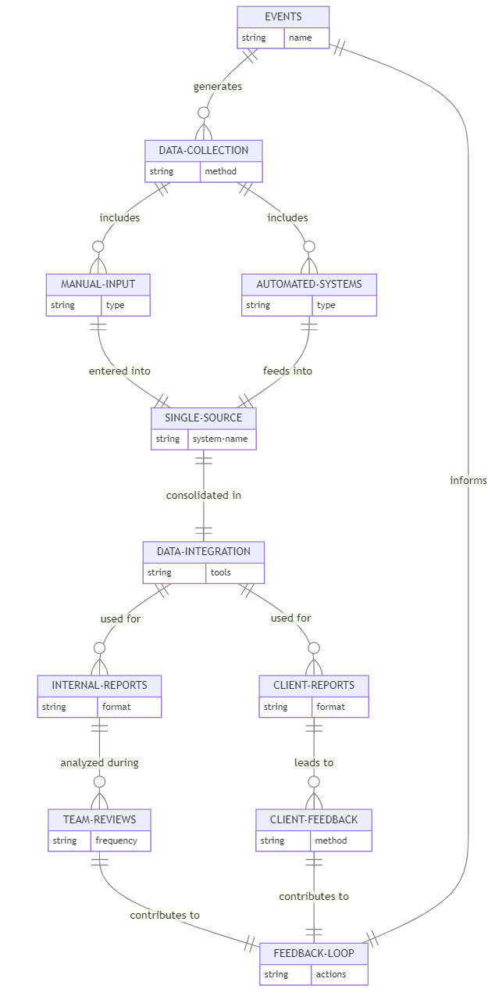 EVENTS
string name
generates
DATA-COLLECTION
string method
includes includes
MANUAL-INPUT AUTOMATED-SYSTEMS
string type string type
entered into feeds into
SINGLE-SOURCE
string system-name
informs
consolidated in
DATA-INTEGRATION
string tools
used for used for
INTERNAL-REPORTS CLIENT-REPORTS
string format string format
analyzed during leads to
TEAM-REVIEWS CLIENT-FEEDBACK
string frequency string method
contributes to
contributes to
FEEDBACK-LOOP
string actions